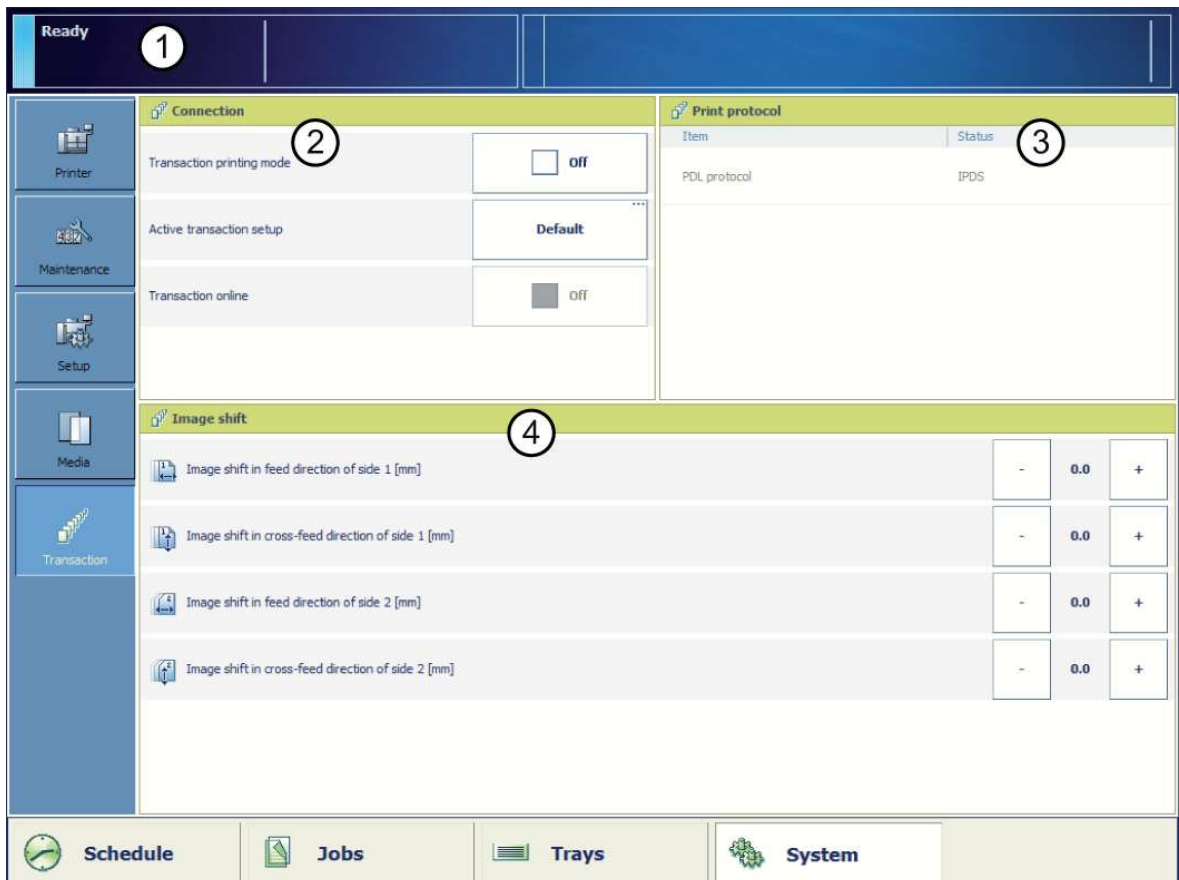 Ready
1
Connection
2
Transaction printing mode
Off
Active transaction setup
...
Default
Transaction online
Off
Print protocol
3
Item Status
PDL protocol IPDS
Printer
Maintenance
Setup
Media
Transaction
Image shift
4
Image shift in feed direction of side 1 [mm] - 0.0 +
Image shift in cross-feed direction of side 1 [mm] - 0.0 +
Image shift in feed direction of side 2 [mm] - 0.0 +
Image shift in cross-feed direction of side 2 [mm] - 0.0 +
Schedule Jobs Trays System